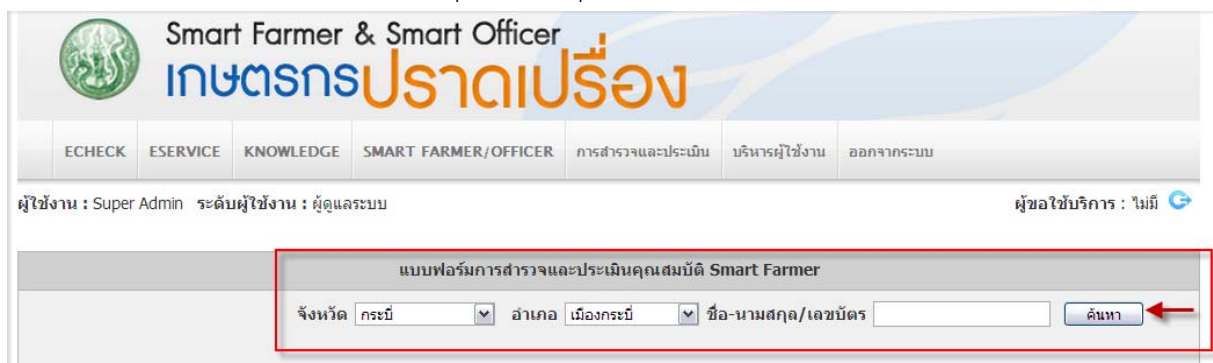 Smart Farmer & Smart Officer
เกษตรกรปราดเปรื่อง
ECHECK ESERVICE KNOWLEDGE SMART FARMER/OFFICER การสำรวจและประเมิน บริหารผู้ใช้งาน ออกจากระบบ
ผู้ใช้งาน : Super Admin ระดับผู้ใช้งาน : ผู้ดูแลระบบ ผู้ขอใช้บริการ : ไม่มี
แบบฟอร์มการสำรวจและประเมินคุณสมบัติ Smart Farmer
จังหวัด กระบี่ อำเภอ เมืองกระบี่ ชื่อ-นามสกุล/เลขบัตร ค้นหา